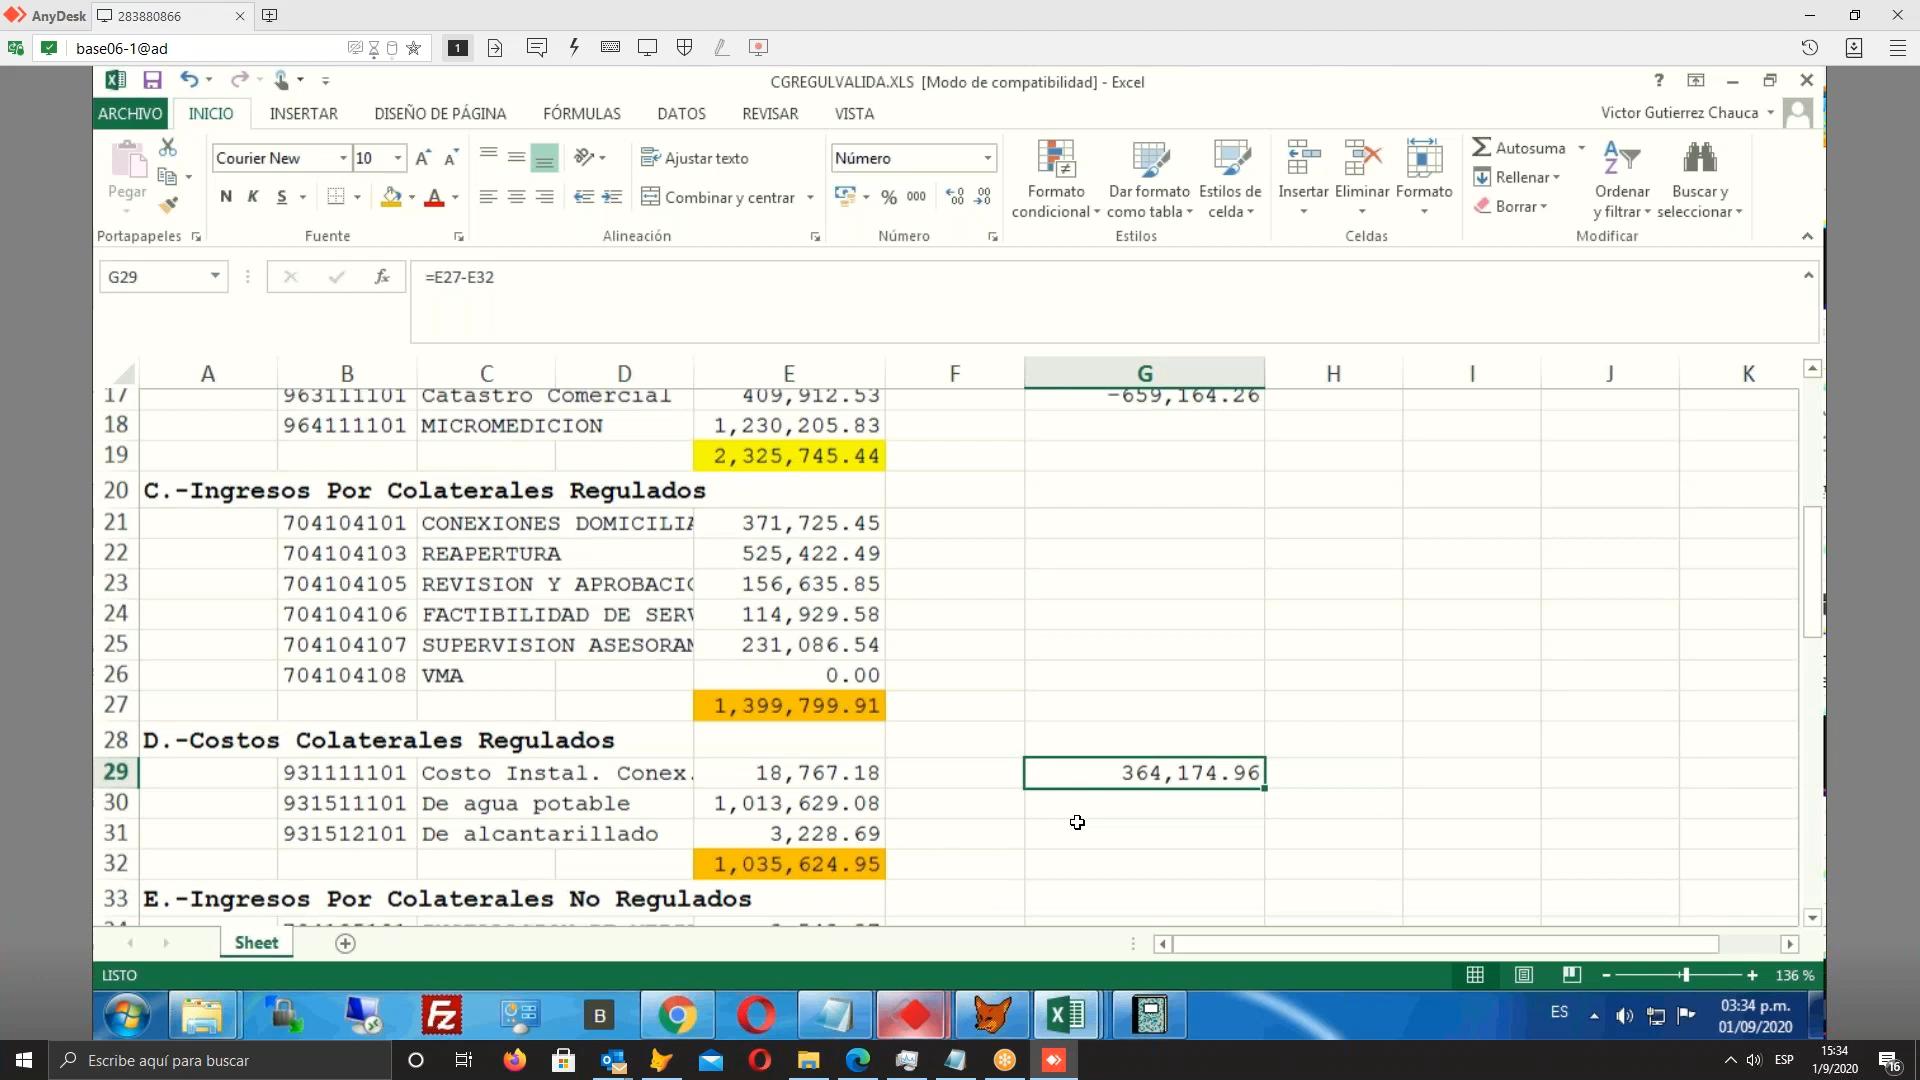 AnyDesk 283880866
base06-1@ad 1
CGREGULVALIDA.XLS [Modo de compatibilidad] - Excel ?
ARCHIVO INICIO INSERTAR DISEÑO DE PÁGINA FÓRMULAS DATOS REVISAR VISTA Victor Gutierrez Chauca
Pegar
Portapapeles
Courier New 10
N K S A
Fuente
Ajustar texto
Combinar y centrar
Alineación
Número
% 000
Número
Formato condicional
Dar formato como tabla
Estilos de celda
Estilos
Insertar Eliminar Formato
Celdas
Autosuma
Rellenar
Borrar
Ordenar y filtrar
Buscar y seleccionar
Modificar
G29 fx =E27-E32
A B C D E F G H I J K
17 963111101 Catastro Comercial 409,912.53 -659,164.26
18 964111101 MICROMEDICION 1,230,205.83
19 2,325,745.44
20 C.-Ingresos Por Colaterales Regulados
21 704104101 CONEXIONES DOMICILIA 371,725.45
22 704104103 REAPERTURA 525,422.49
23 704104105 REVISION Y APROBACIO 156,635.85
24 704104106 FACTIBILIDAD DE SERV 114,929.58
25 704104107 SUPERVISION ASESORAM 231,086.54
26 704104108 VMA 0.00
27 1,399,799.91
28 D.-Costos Colaterales Regulados
29 931111101 Costo Instal. Conex. 18,767.18 364,174.96
30 931511101 De agua potable 1,013,629.08
31 931512101 De alcantarillado 3,228.69
32 1,035,624.95
33 E.-Ingresos Por Colaterales No Regulados
Sheet
LISTO 136 %
B ES 03:34 p.m.
01/09/2020
Escribe aquí para buscar ESP 15:34
1/9/2020 16